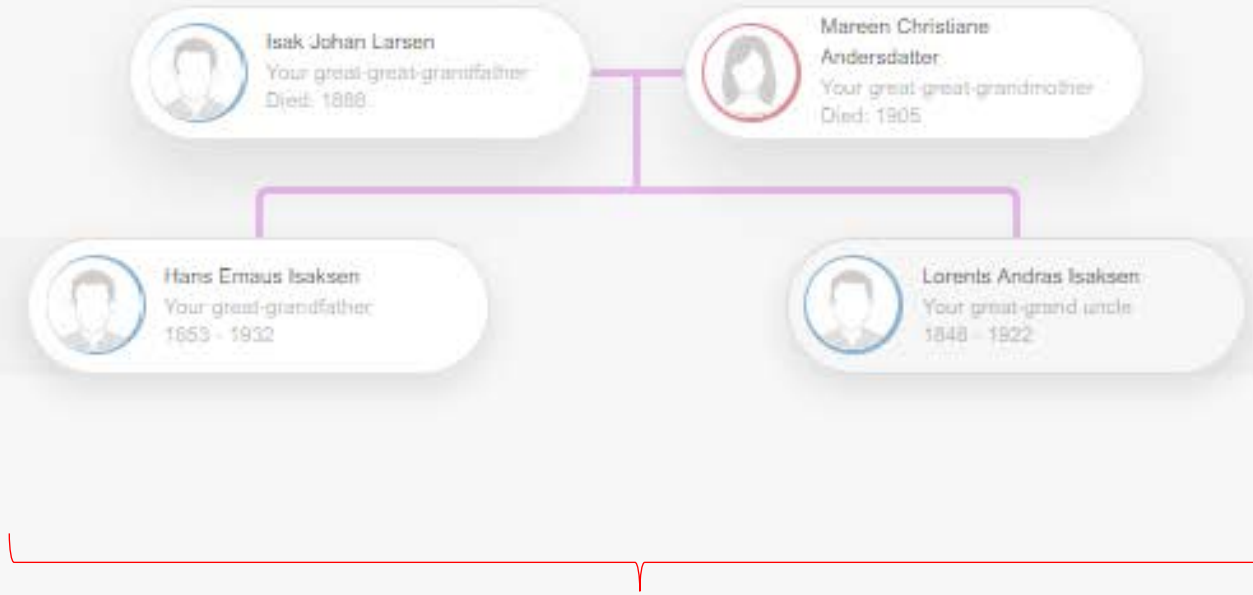 Isak Johan Larsen
Your great-great-grandfather
Died: 1888
Mareen Christiane
Andersdatter
Your great-great-grandmother
Died: 1905
Hans Emaus Isaksen
Your great-grandfather
1853 - 1932
Lorents Andras Isaksen
Your great-grand uncle
1848 - 1922